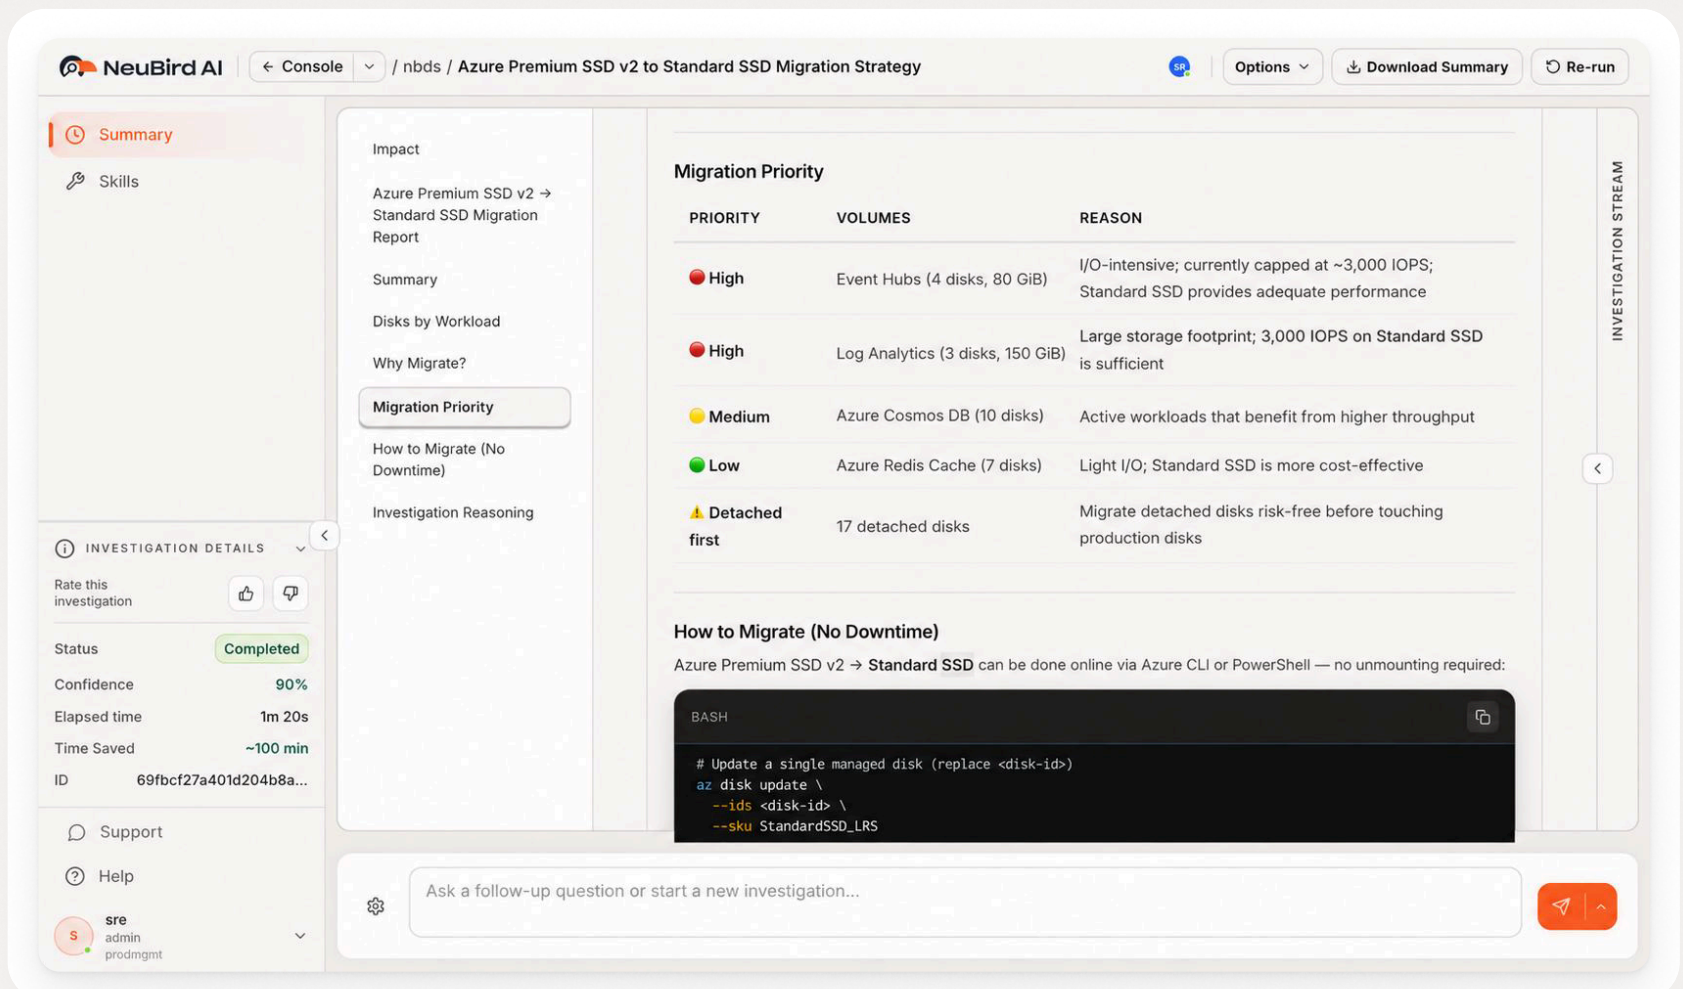 NeuBird AI
Console
/ nbds / Azure Premium SSD v2 to Standard SSD Migration Strategy
SR
Options
Download Summary
Re-run
Summary
Skills
INVESTIGATION DETAILS
Rate this
investigation
Status Completed
Confidence 90%
Elapsed time 1m 20s
Time Saved ~100 min
ID 69fbcf27a401d204b8a...
Support
Help
S
sre
admin
prodmgmt
Impact
Azure Premium SSD v2 →
Standard SSD Migration
Report
Summary
Disks by Workload
Why Migrate?
Migration Priority
How to Migrate (No
Downtime)
Investigation Reasoning
Migration Priority
PRIORITY VOLUMES REASON
High Event Hubs (4 disks, 80 GiB) I/O-intensive; currently capped at ~3,000 IOPS;
Standard SSD provides adequate performance
High Log Analytics (3 disks, 150 GiB) Large storage footprint; 3,000 IOPS on Standard SSD
is sufficient
Medium Azure Cosmos DB (10 disks) Active workloads that benefit from higher throughput
Low Azure Redis Cache (7 disks) Light I/O; Standard SSD is more cost-effective
Detached
first
17 detached disks
Migrate detached disks risk-free before touching
production disks
How to Migrate (No Downtime)
Azure Premium SSD v2 → Standard SSD can be done online via Azure CLI or PowerShell — no unmounting required:
BASH
# Update a single managed disk (replace <disk-id>)
az disk update \
--ids <disk-id> \
--sku StandardSSD_LRS
INVESTIGATION STREAM
Ask a follow-up question or start a new investigation...